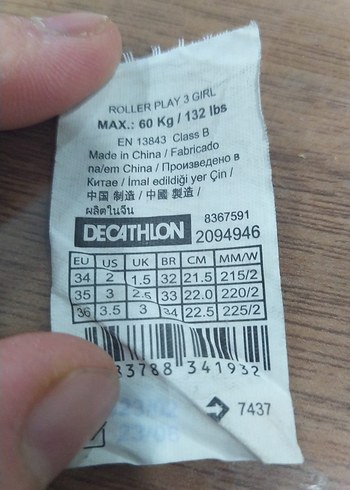 ROLLER PLAY 3 GIRL
MAX.: 60 Kg / 132 lbs
EN 13843 Class B
Made in China / Fabricado
na/em China / Произведено в
Китае / İmal edildiği yer Çin /
中国 制造 / 中國 製造 /
ผลิตในจีน
8367591
DECATHLON 2094946
EU US UK BR CM MM/W
34 2 1.5 32 21.5 215/2
35 3 2.5 33 22.0 220/2
36 3.5 3 34 22.5 225/2
83788 341932
7437